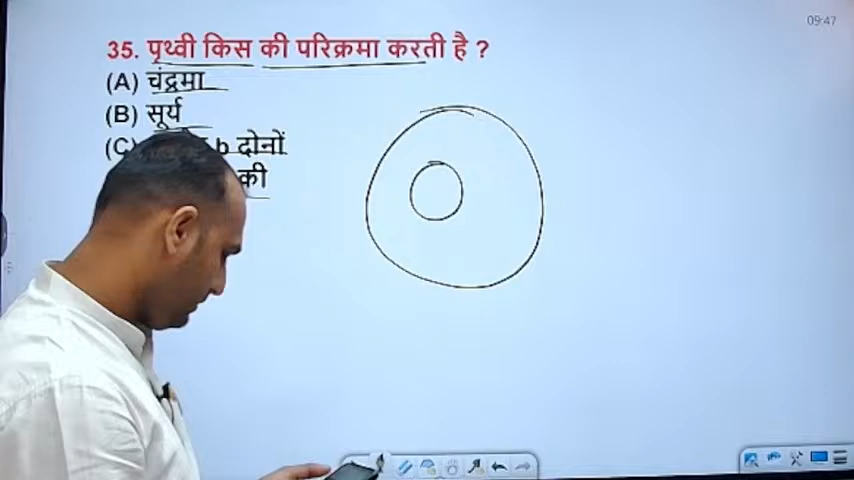 09:47
35. पृथ्वी किस की परिक्रमा करती है ?
(A) चंद्रमा
(B) सूर्य
(C) b दोनों
की